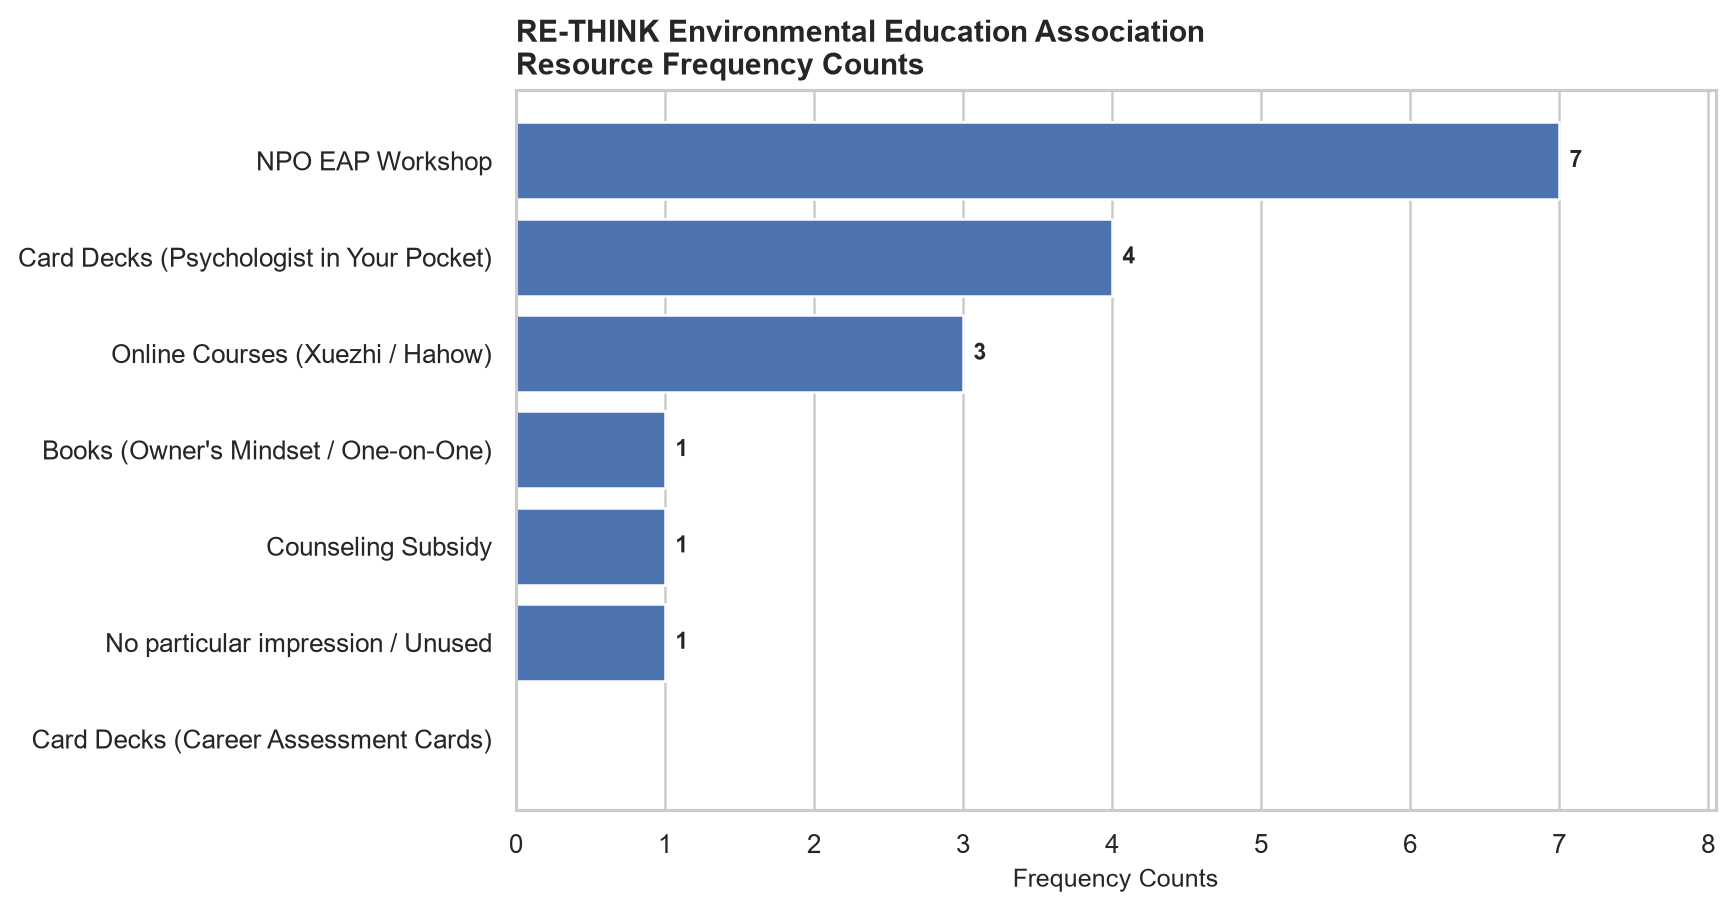 RE-THINK Environmental Education Association
Resource Frequency Counts
NPO EAP Workshop
7
Card Decks (Psychologist in Your Pocket)
4
Online Courses (Xuezhi / Hahow)
3
Books (Owner's Mindset / One-on-One)
1
Counseling Subsidy
1
No particular impression / Unused
1
Card Decks (Career Assessment Cards)
0 1 2 3 4 5 6 7 8
Frequency Counts